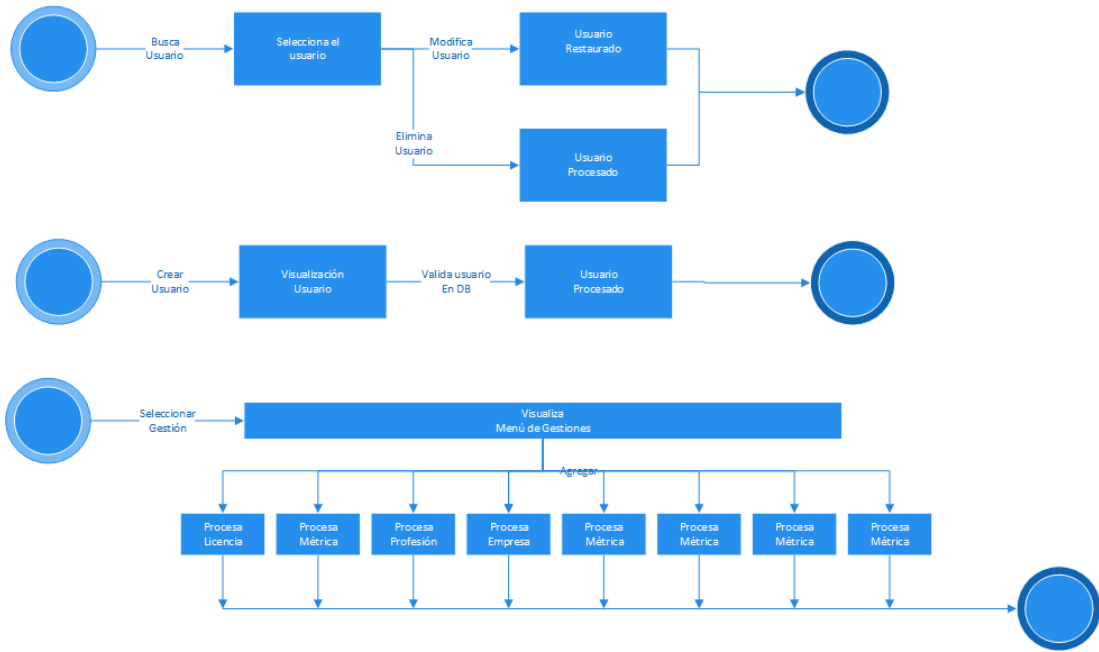 Busca
Usuario
Selecciona el
usuario
Modifica
Usuario
Usuario
Restaurado
Elimina
Usuario
Usuario
Procesado
Crear
Usuario
Visualización
Usuario
Valida usuario
En DB
Usuario
Procesado
Seleccionar
Gestión
Visualiza
Menú de Gestiones
Agregar
Procesa
Licencia
Procesa
Métrica
Procesa
Profesión
Procesa
Empresa
Procesa
Métrica
Procesa
Métrica
Procesa
Métrica
Procesa
Métrica